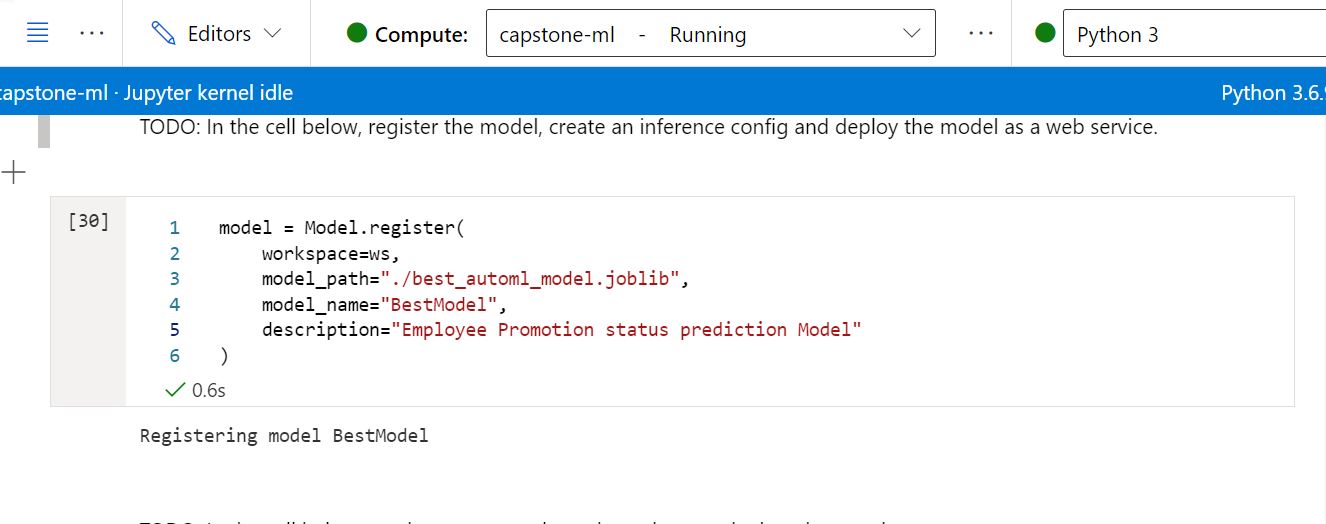 Editors Compute: capstone-ml - Running Python 3
capstone-ml · Jupyter kernel idle Python 3.6.9
TODO: In the cell below, register the model, create an inference config and deploy the model as a web service.
[30]
1 model = Model.register(
2 workspace=ws,
3 model_path="./best_automl_model.joblib",
4 model_name="BestModel",
5 description="Employee Promotion status prediction Model"
6 )
0.6s
Registering model BestModel